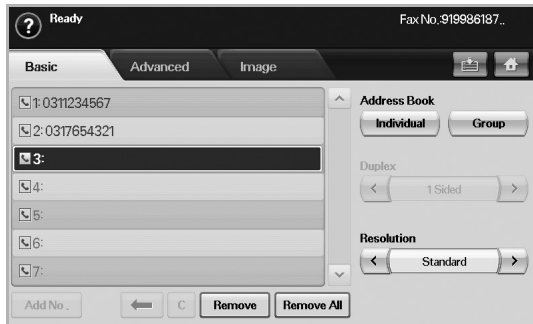 ? Ready Fax No.:919986187..
Basic Advanced Image
1: 0311234567
2: 0317654321
3:
4:
5:
6:
7:
Address Book
Individual Group
Duplex
< 1 Sided >
Resolution
< Standard >
Add No. C Remove Remove All